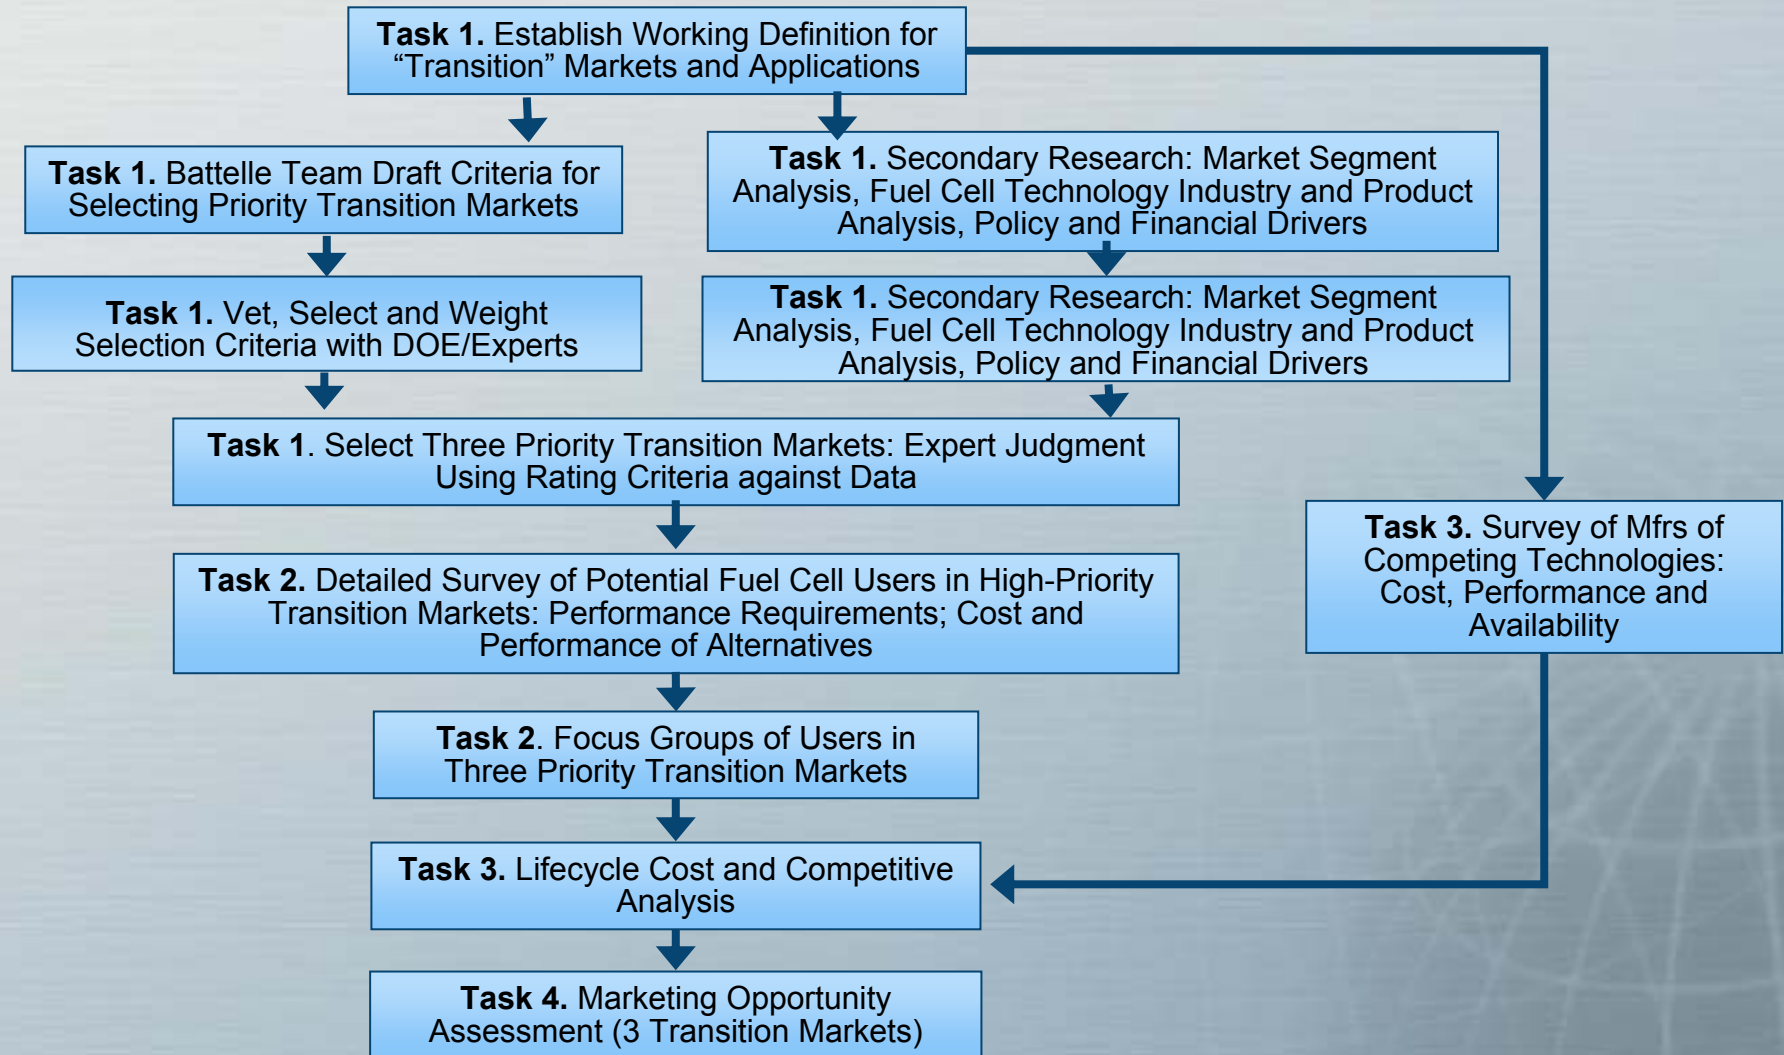 Task 1. Establish Working Definition for
“Transition” Markets and Applications
Task 1. Battelle Team Draft Criteria for
Selecting Priority Transition Markets
Task 1. Secondary Research: Market Segment
Analysis, Fuel Cell Technology Industry and Product
Analysis, Policy and Financial Drivers
Task 1. Vet, Select and Weight
Selection Criteria with DOE/Experts
Task 1. Secondary Research: Market Segment
Analysis, Fuel Cell Technology Industry and Product
Analysis, Policy and Financial Drivers
Task 1. Select Three Priority Transition Markets: Expert Judgment
Using Rating Criteria against Data
Task 2. Detailed Survey of Potential Fuel Cell Users in High-Priority
Transition Markets: Performance Requirements; Cost and
Performance of Alternatives
Task 3. Survey of Mfrs of
Competing Technologies:
Cost, Performance and
Availability
Task 2. Focus Groups of Users in
Three Priority Transition Markets
Task 3. Lifecycle Cost and Competitive
Analysis
Task 4. Marketing Opportunity
Assessment (3 Transition Markets)